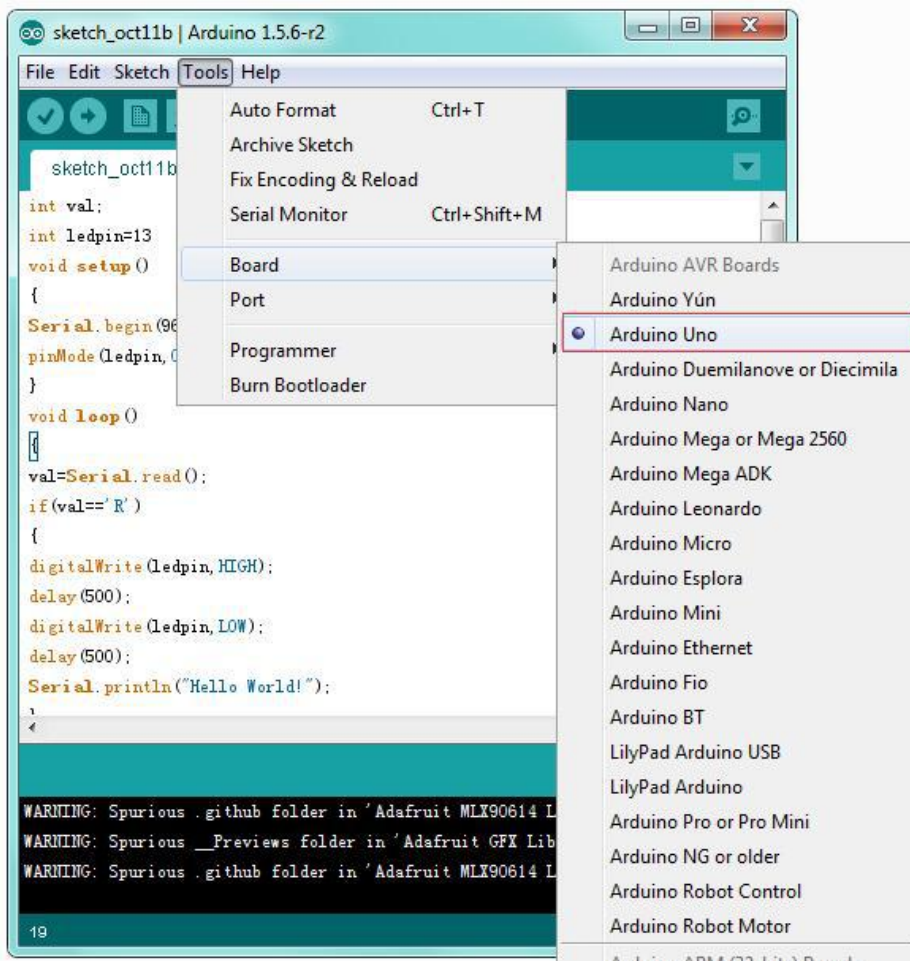 sketch_oct11b | Arduino 1.5.6-r2
File Edit Sketch Tools Help
Auto Format Ctrl+T
Archive Sketch
Fix Encoding & Reload
Serial Monitor Ctrl+Shift+M
Board
Port
Programmer
Burn Bootloader
Arduino AVR Boards
Arduino Yún
Arduino Uno
Arduino Duemilanove or Diecimila
Arduino Nano
Arduino Mega or Mega 2560
Arduino Mega ADK
Arduino Leonardo
Arduino Micro
Arduino Esplora
Arduino Mini
Arduino Ethernet
Arduino Fio
Arduino BT
LilyPad Arduino USB
LilyPad Arduino
Arduino Pro or Pro Mini
Arduino NG or older
Arduino Robot Control
Arduino Robot Motor
sketch_oct11b
int val;
int ledpin=13
void setup()
{
Serial.begin(96
pinMode(ledpin,
}
void loop()
{
val=Serial.read();
if(val=='R')
{
digitalWrite(ledpin,HIGH);
delay(500);
digitalWrite(ledpin,LOW);
delay(500);
Serial.println("Hello World!");
WARNING: Spurious .github folder in 'Adafruit MLX90614 L
WARNING: Spurious __Previews folder in 'Adafruit GFX Lib
WARNING: Spurious .github folder in 'Adafruit MLX90614 L
19